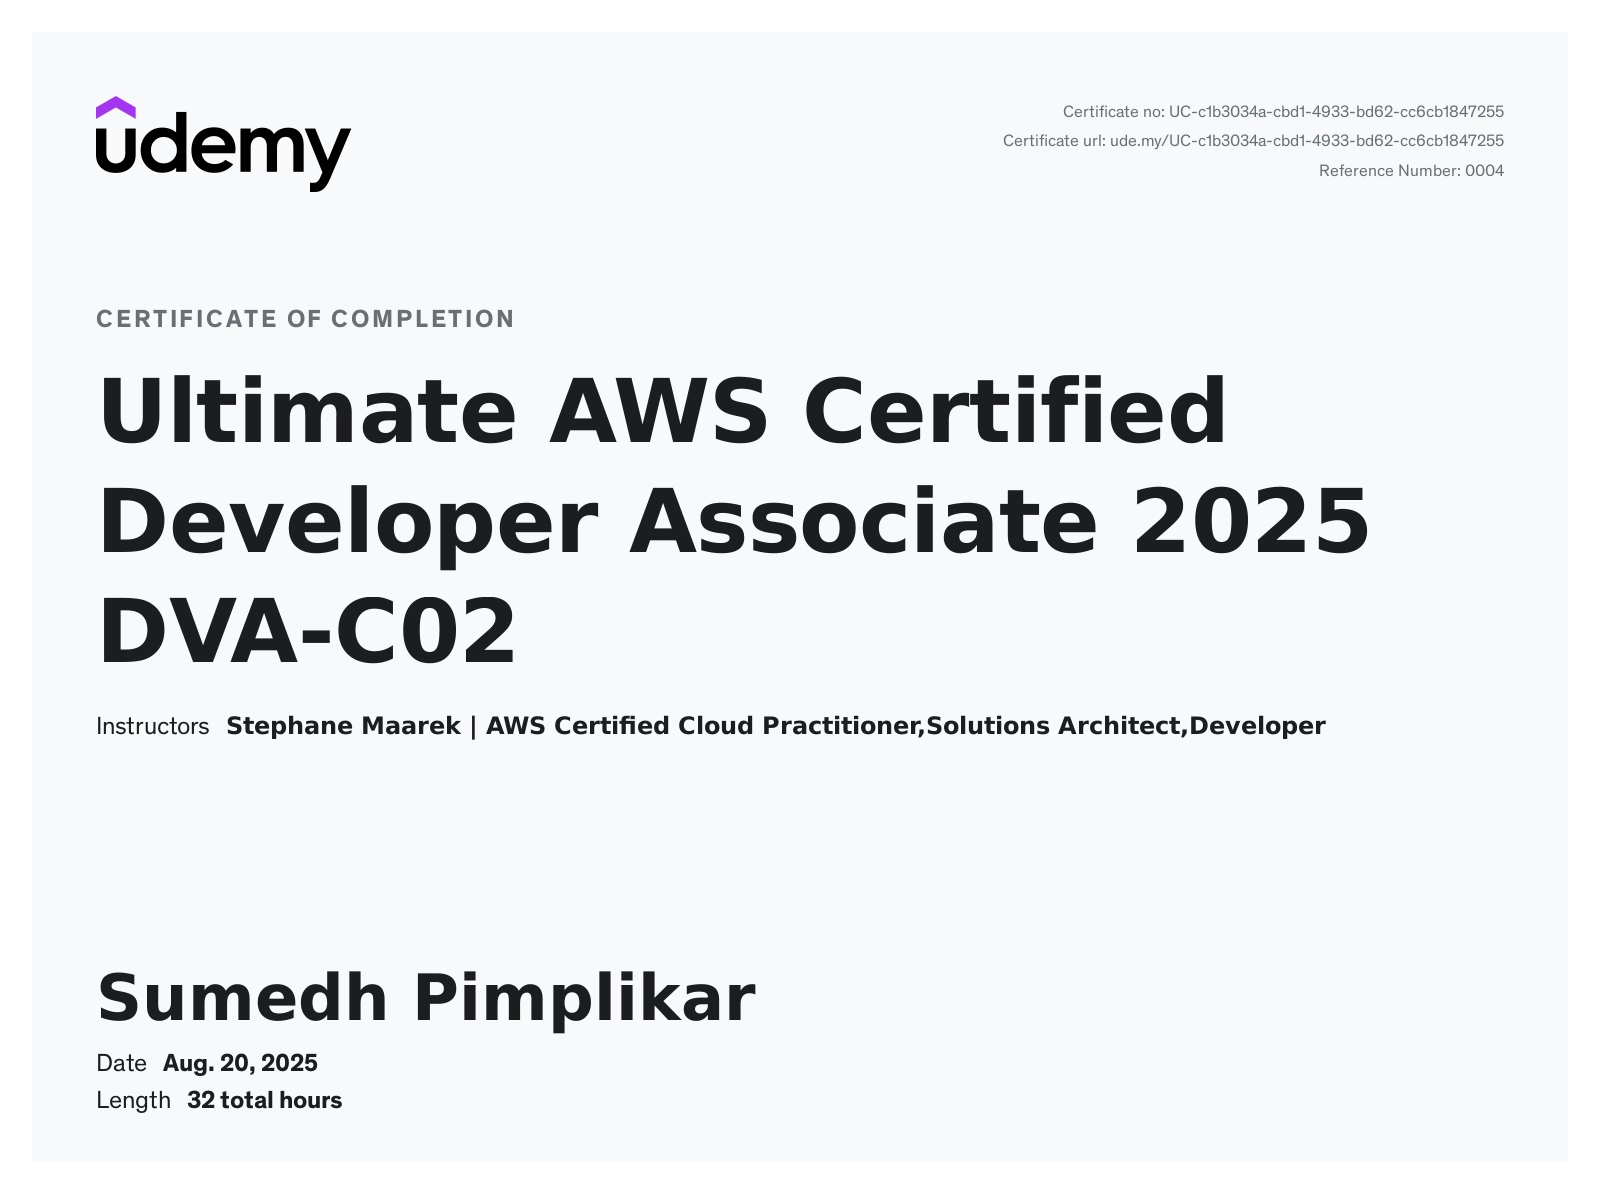 udemy
Certificate no: UC-c1b3034a-cbd1-4933-bd62-cc6cb1847255
Certificate url: ude.my/UC-c1b3034a-cbd1-4933-bd62-cc6cb1847255
Reference Number: 0004
CERTIFICATE OF COMPLETION
Ultimate AWS Certified
Developer Associate 2025
DVA-C02
Instructors Stephane Maarek | AWS Certified Cloud Practitioner,Solutions Architect,Developer
Sumedh Pimplikar
Date Aug. 20, 2025
Length 32 total hours